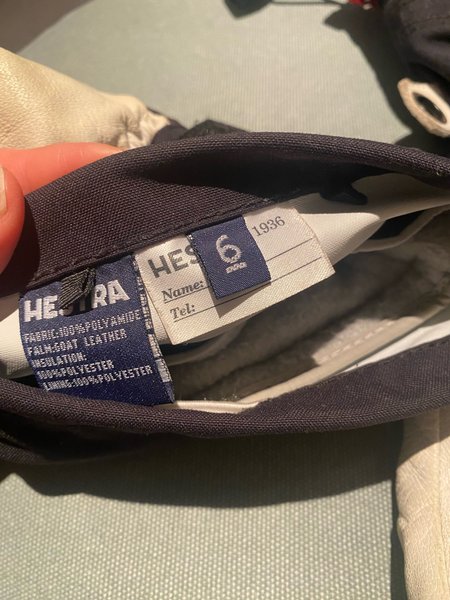 HESTRA
FABRIC:100%POLYAMIDE
PALM:GOAT LEATHER
INSULATION:
100%POLYESTER
LINING:100%POLYESTER
HES 1936
Name:
Tel:
6